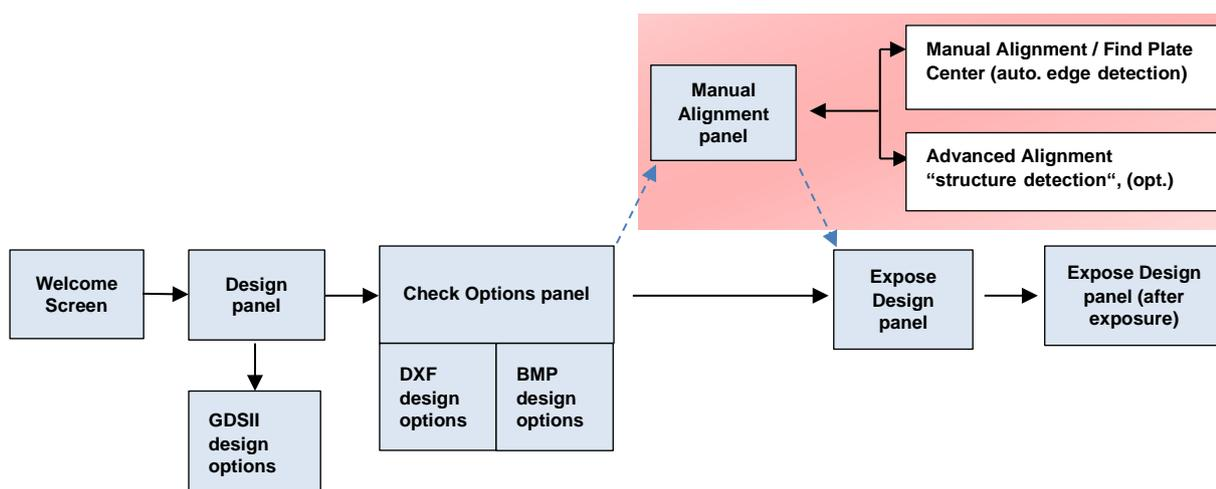 Manual Alignment / Find Plate
Center (auto. edge detection)
Manual
Alignment
panel
Advanced Alignment
“structure detection“, (opt.)
Welcome
Screen
Design
panel
Check Options panel
Expose
Design
panel
Expose Design
panel (after
exposure)
DXF
design
options
BMP
design
options
GDSII
design
options